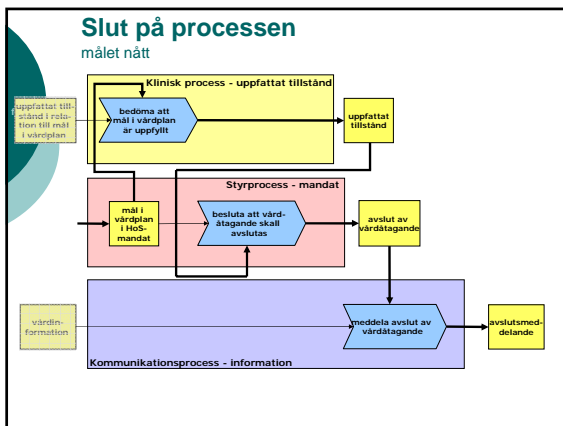 Slut på processen
målet nått
Klinisk process - uppfattat tillstånd
uppfattat till-
stånd i rela-
tion till mål
i vårdplan
bedöma att
mål i vårdplan
är uppfyllt
uppfattat
tillstånd
Styrprocess - mandat
mål i
vårdplan
i HoS-
mandat
besluta att vård-
åtagande skall
avslutas
avslut av
vårdåtagande
vårdin-
formation
meddela avslut av
vårdåtagande
avslutsmed-
delande
Kommunikationsprocess - information